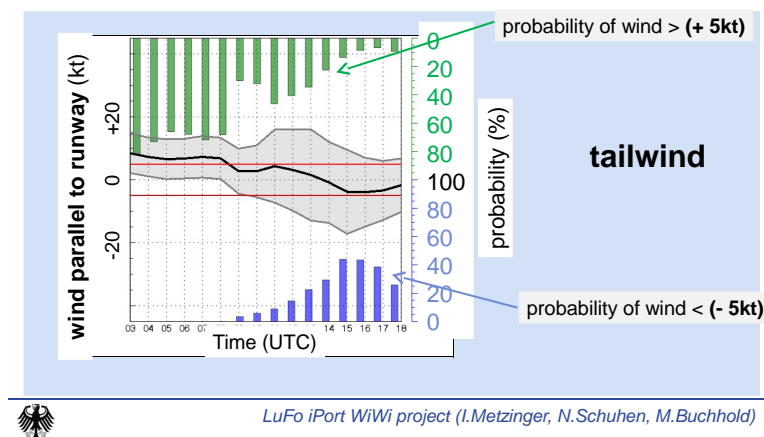 probability of wind > (+ 5kt)
wind parallel to runway (kt)
+20
0
-20
0
20
40
60
80
100
80
60
40
20
0
probability (%)
tailwind
probability of wind < (- 5kt)
03 04 05 06 07 14 15 16 17 18
Time (UTC)
LuFo iPort WiWi project (I.Metzinger, N.Schuhen, M.Buchhold)